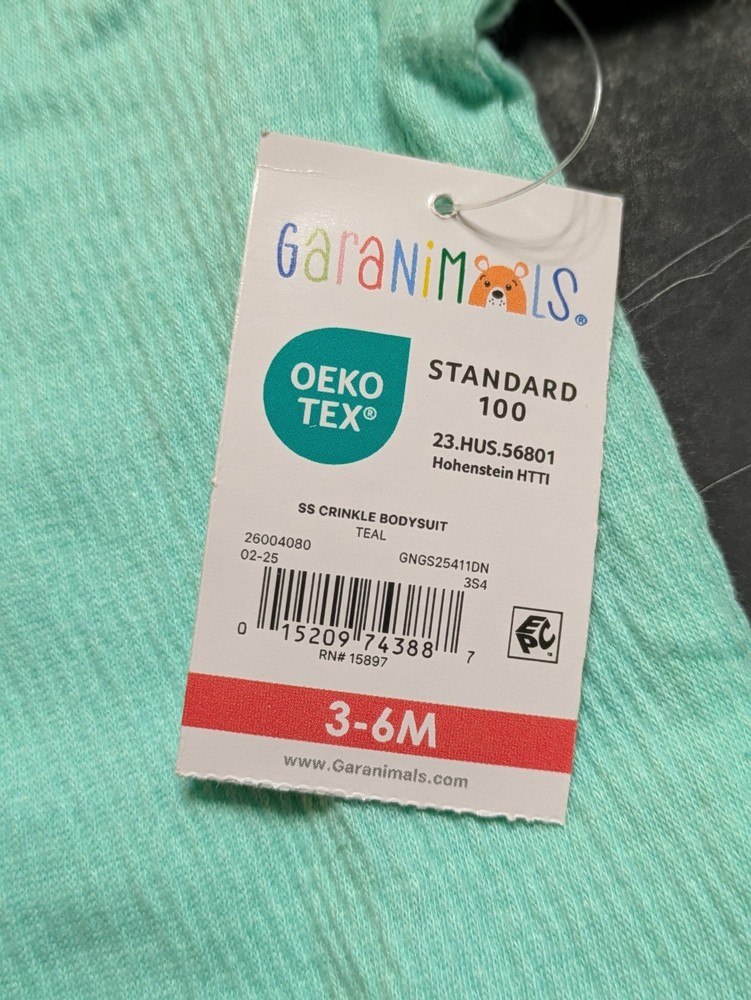 GaraNiMALS®
OEKO
TEX®
STANDARD
100
23.HUS.56801
Hohenstein HTTI
SS CRINKLE BODYSUIT
TEAL
26004080
02-25
GNGS25411DN
3S4
0 15209 74388 7
RN# 15897
EPC™
3-6M
www.Garanimals.com